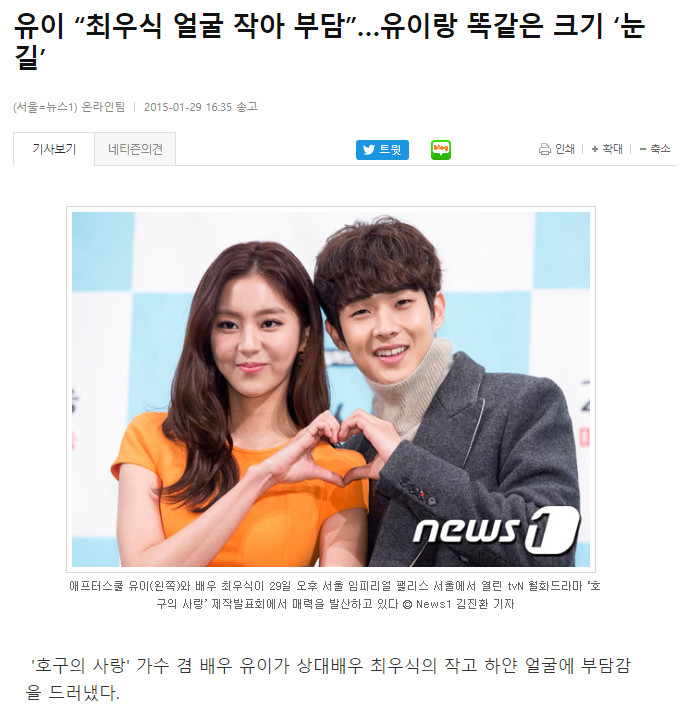 유이 “최우식 얼굴 작아 부담”…유이랑 똑같은 크기 ‘눈
길’
(서울=뉴스1) 온라인팀 | 2015-01-29 16:35 송고
기사보기 네티즌의견 트윗 blog 인쇄 + 확대 - 축소
news1
애프터스쿨 유이(왼쪽)와 배우 최우식이 29일 오후 서울 임피리얼 팰리스 서울에서 열린 tvN 월화드라마 ‘호
구의 사랑’ 제작발표회에서 매력을 발산하고 있다 © News1 김진환 기자
'호구의 사랑' 가수 겸 배우 유이가 상대배우 최우식의 작고 하얀 얼굴에 부담감
을 드러냈다.